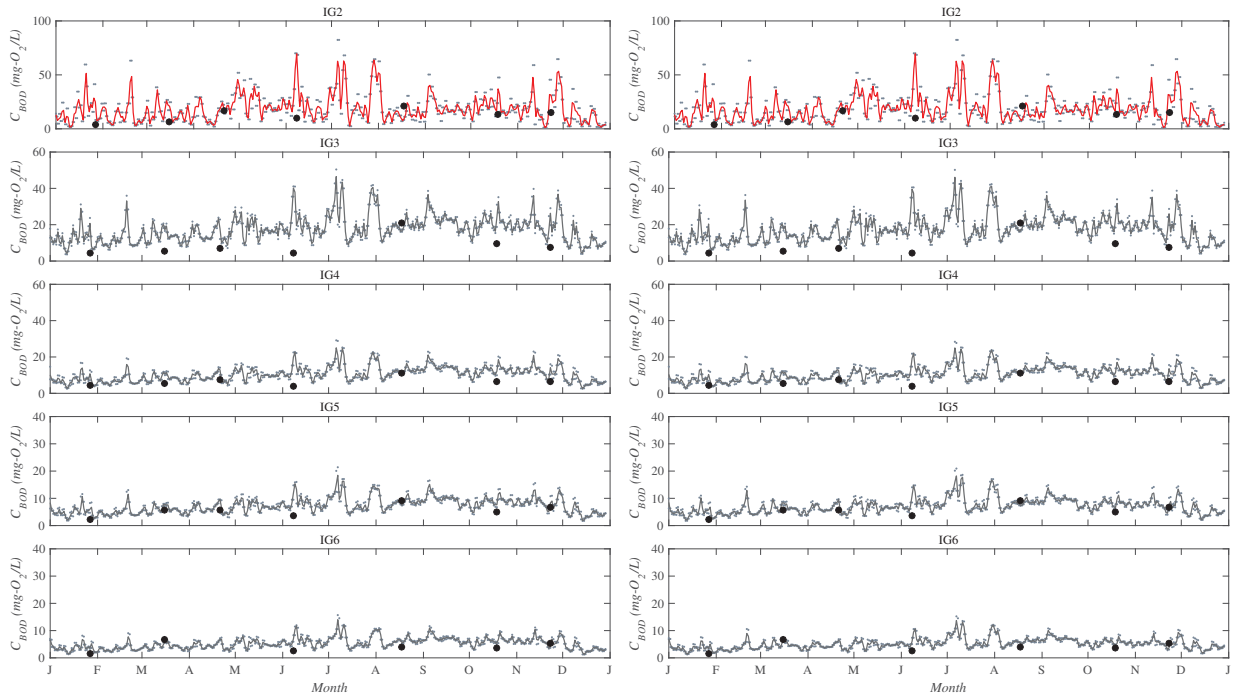 IG2 IG2
100 100
C_BOD (mg-O_2/L) C_BOD (mg-O_2/L)
50 50
0 0
IG3 IG3
60 60
C_BOD (mg-O_2/L) C_BOD (mg-O_2/L)
40 40
20 20
0 0
IG4 IG4
60 60
C_BOD (mg-O_2/L) C_BOD (mg-O_2/L)
40 40
20 20
0 0
IG5 IG5
40 40
C_BOD (mg-O_2/L) C_BOD (mg-O_2/L)
30 30
20 20
10 10
0 0
IG6 IG6
40 40
C_BOD (mg-O_2/L) C_BOD (mg-O_2/L)
30 30
20 20
10 10
0 0
J F M A M J J A S O N D J J F M A M J J A S O N D J
Month Month